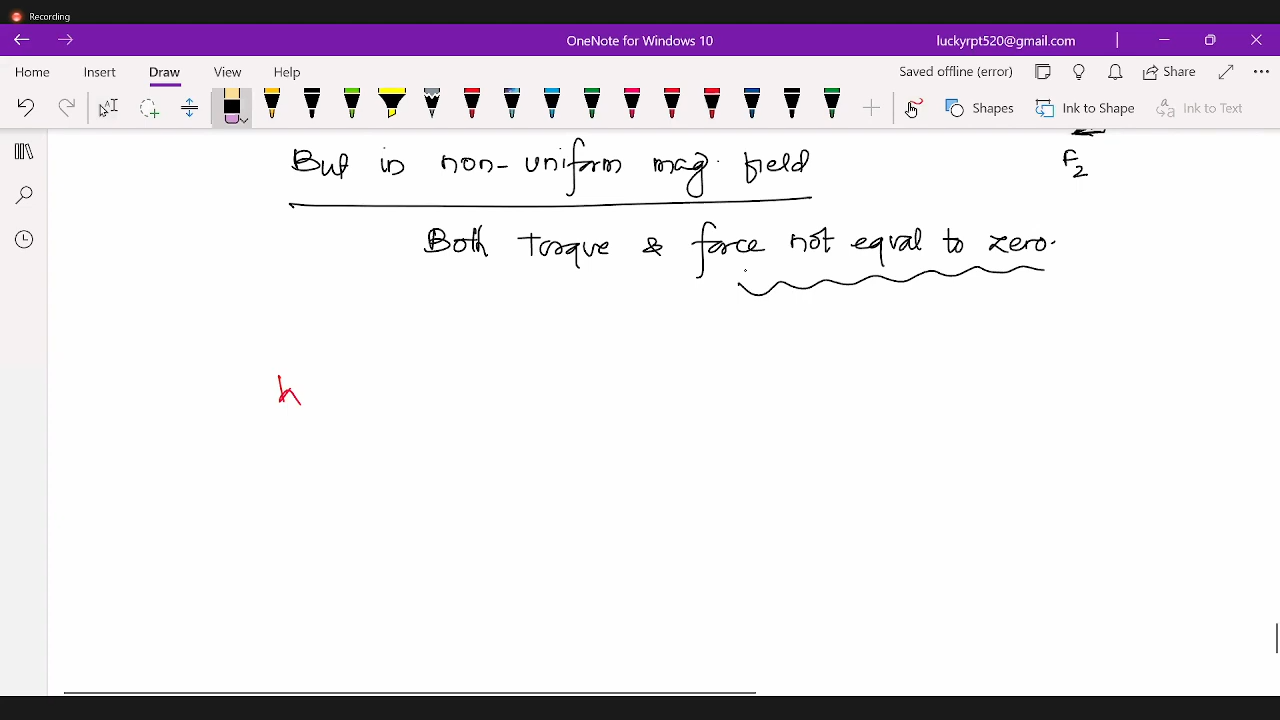 Recording
OneNote for Windows 10
luckyrpt520@gmail.com
Home Insert Draw View Help
Saved offline (error)
Share
Shapes
Ink to Shape
Ink to Text
But in non-uniform mag. field
F2
Both Torque & force not equal to zero.
h